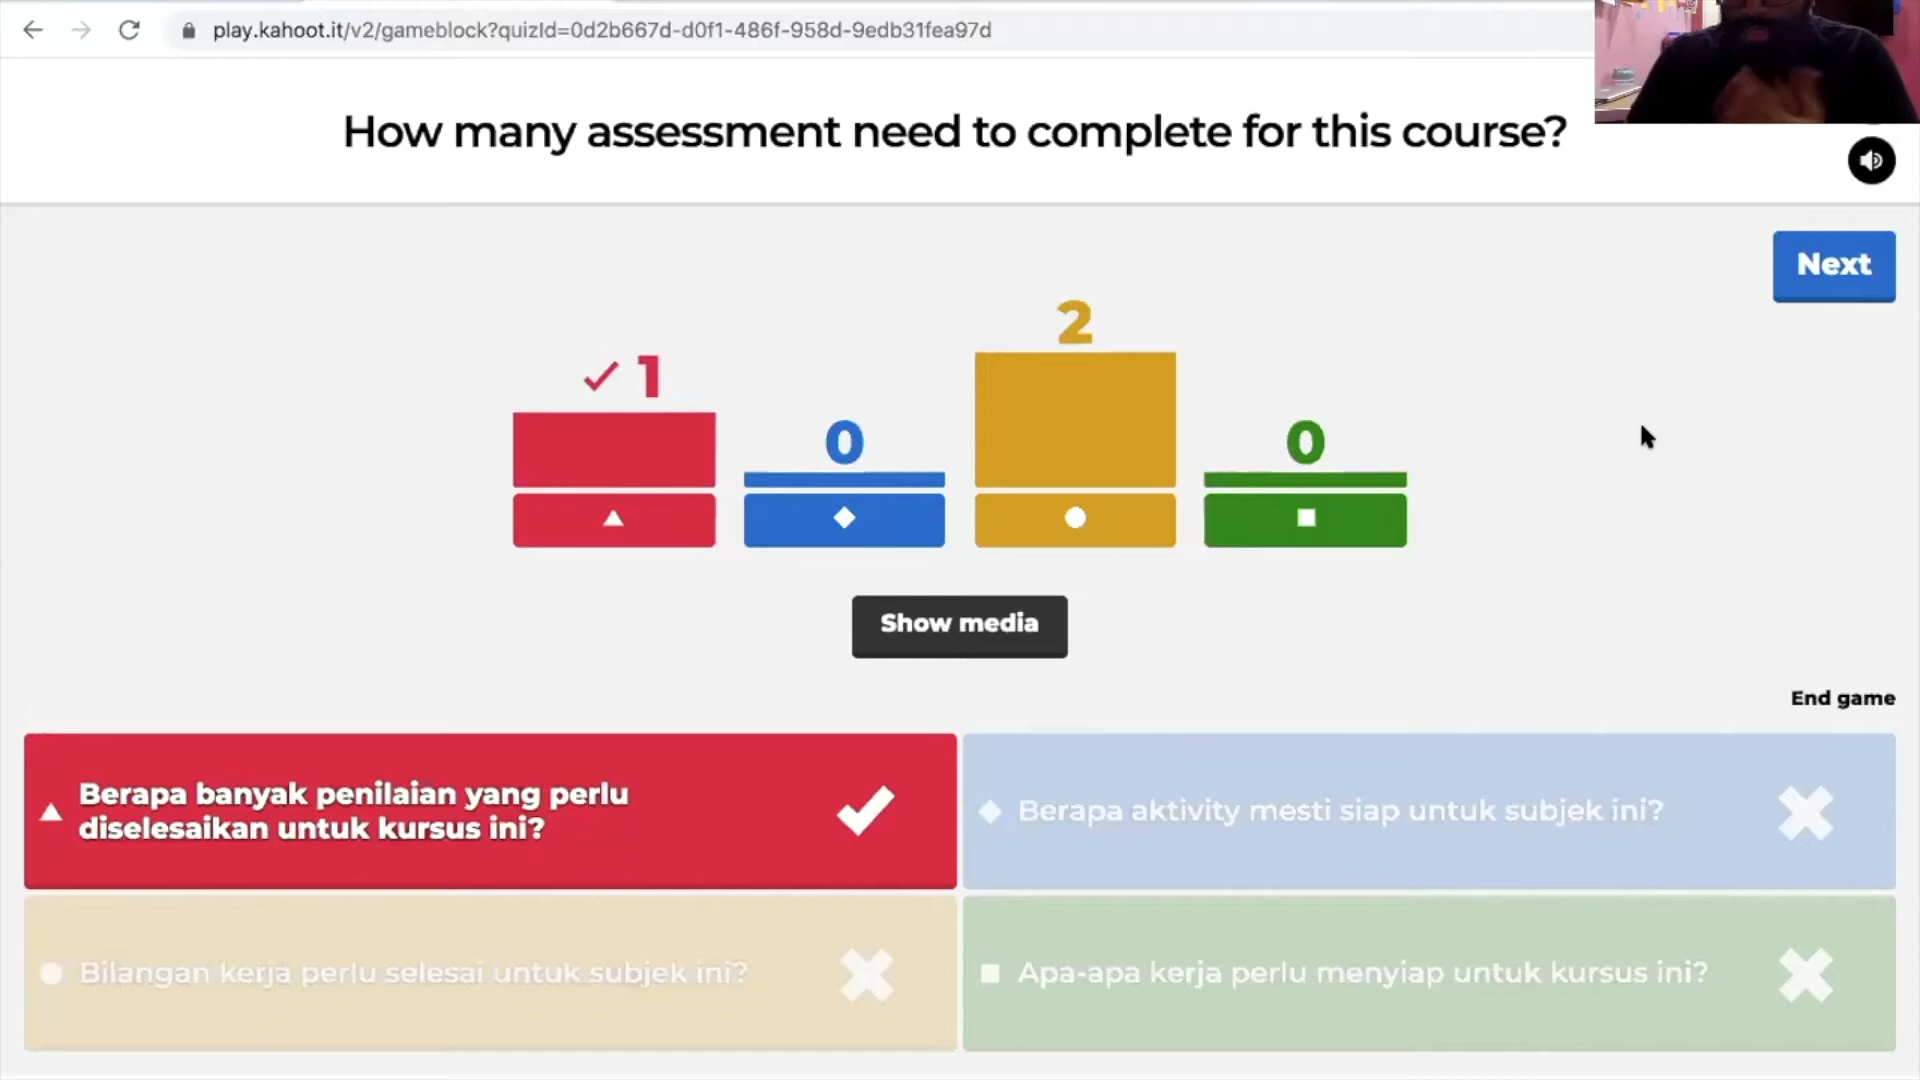 play.kahoot.it/v2/gameblock?quizId=0d2b667d-d0f1-486f-958d-9edb31fea97d
How many assessment need to complete for this course?
Next
1
0
2
0
Show media
End game
Berapa banyak penilaian yang perlu
diselesaikan untuk kursus ini?
Berapa aktivity mesti siap untuk subjek ini?
Bilangan kerja perlu selesai untuk subjek ini?
Apa-apa kerja perlu menyiap untuk kursus ini?